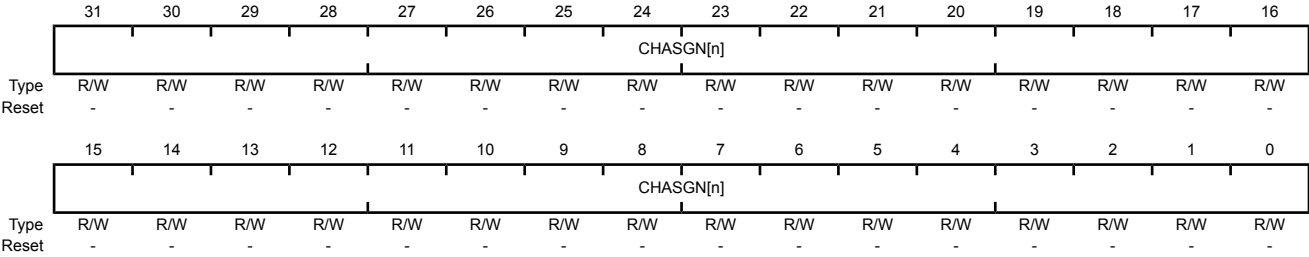 31 30 29 28 27 26 25 24 23 22 21 20 19 18 17 16
CHASGN[n]
Type R/W R/W R/W R/W R/W R/W R/W R/W R/W R/W R/W R/W R/W R/W R/W R/W
Reset - - - - - - - - - - - - - - - -
15 14 13 12 11 10 9 8 7 6 5 4 3 2 1 0
CHASGN[n]
Type R/W R/W R/W R/W R/W R/W R/W R/W R/W R/W R/W R/W R/W R/W R/W R/W
Reset - - - - - - - - - - - - - - - -